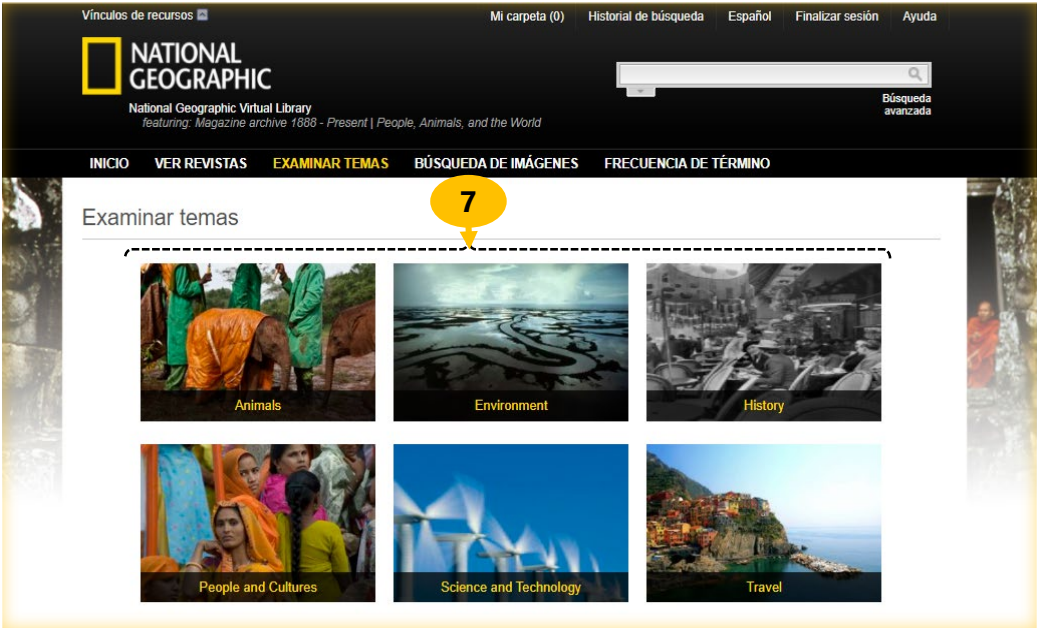 Vínculos de recursos
Mi carpeta (0) Historial de búsqueda Español Finalizar sesión Ayuda
NATIONAL
GEOGRAPHIC
National Geographic Virtual Library
featuring: Magazine archive 1888 - Present | People, Animals, and the World
Búsqueda
avanzada
INICIO VER REVISTAS EXAMINAR TEMAS BÚSQUEDA DE IMÁGENES FRECUENCIA DE TÉRMINO
7
Examinar temas
Animals Environment History
People and Cultures Science and Technology Travel